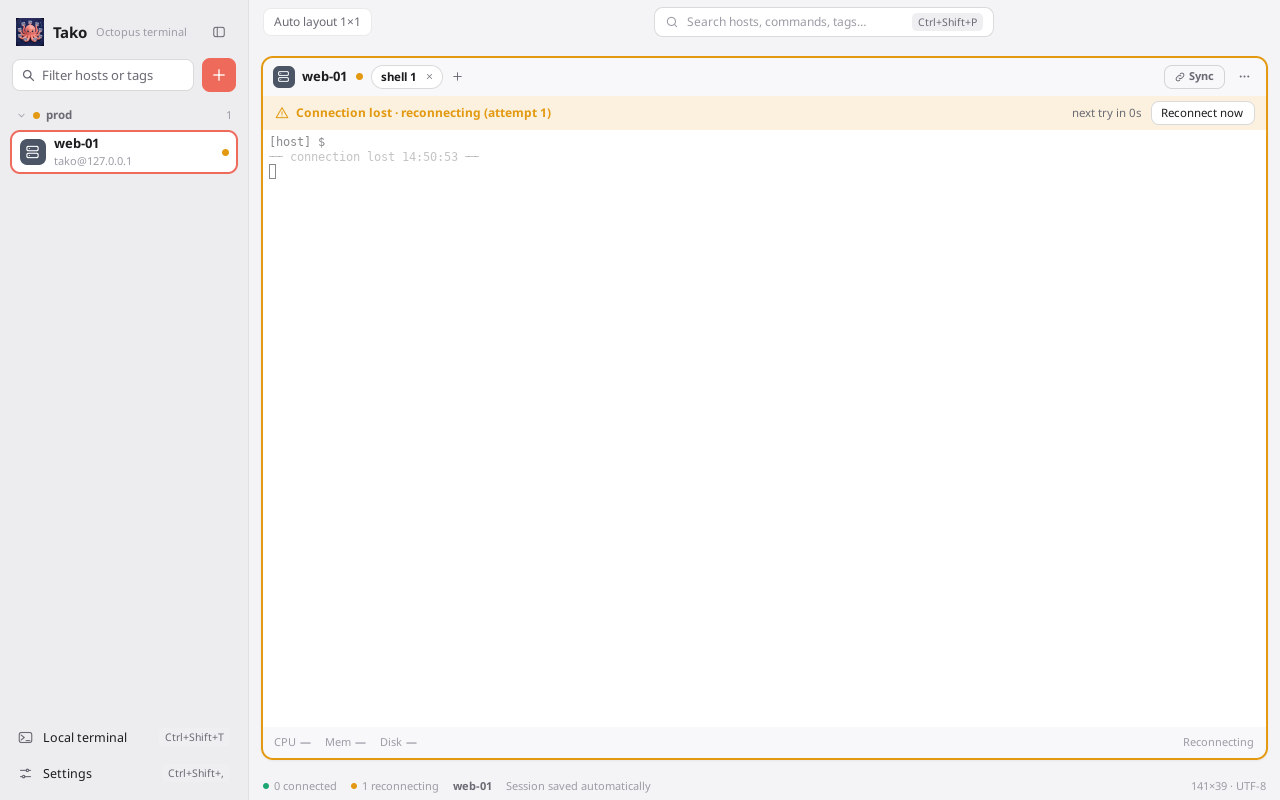 Tako Octopus terminal
Filter hosts or tags
prod 1
web-01
tako@127.0.0.1
Local terminal Ctrl+Shift+T
Settings Ctrl+Shift+,
Auto layout 1×1
Search hosts, commands, tags... Ctrl+Shift+P
web-01 shell 1 × + Sync ···
Connection lost · reconnecting (attempt 1) next try in 0s Reconnect now
[host] $
── connection lost 14:50:53 ──
CPU — Mem — Disk — Reconnecting
0 connected 1 reconnecting web-01 Session saved automatically 141×39 · UTF-8